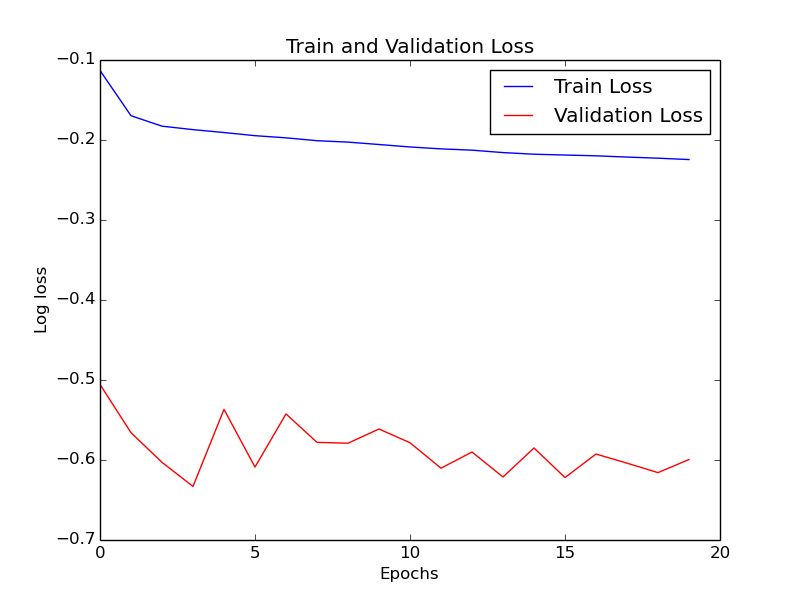 Train and Validation Loss
Train Loss
Validation Loss
−0.1
−0.2
−0.3
−0.4
−0.5
−0.6
−0.7
Log loss
0
5
10
15
20
Epochs